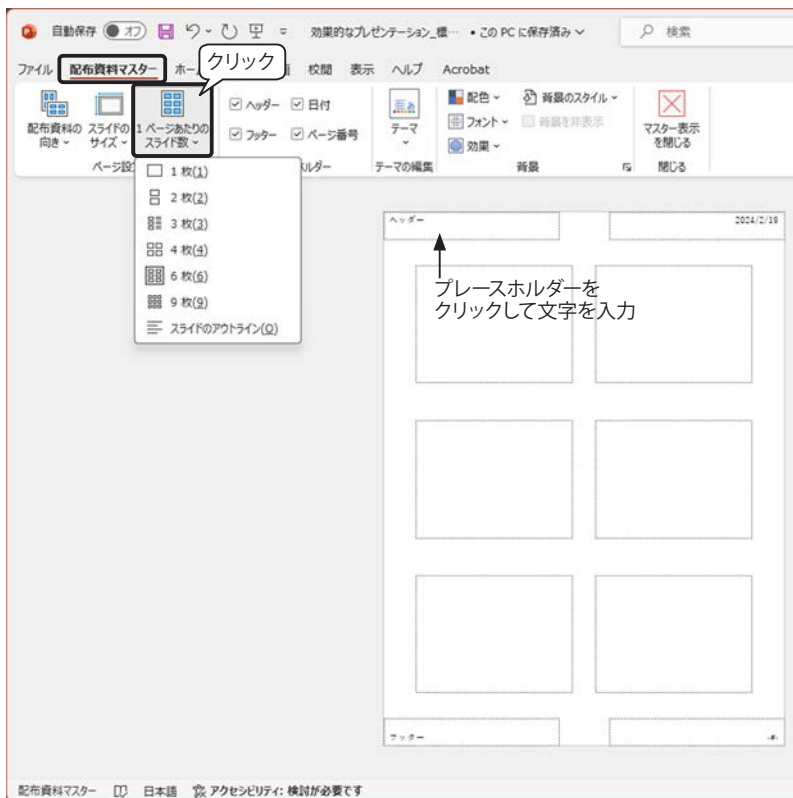 自動保存 オフ 効果的なプレゼンテーション_標… • この PC に保存済み 検索
ファイル 配布資料マスター ホーム 校閲 表示 ヘルプ Acrobat
クリック
配布資料の向き
スライドのサイズ
1 ページあたりのスライド数
ヘッダー 日付
フッター ページ番号
テーマ
配色 背景のスタイル
フォント 背景を非表示
効果
マスター表示を閉じる
テーマの編集 背景 閉じる
1 枚(1)
2 枚(2)
3 枚(3)
4 枚(4)
6 枚(6)
9 枚(9)
スライドのアウトライン(O)
ヘッダー 2024/2/19
プレースホルダーを
クリックして文字を入力
フッター ‹#›
配布資料マスター 日本語 アクセシビリティ: 検討が必要です